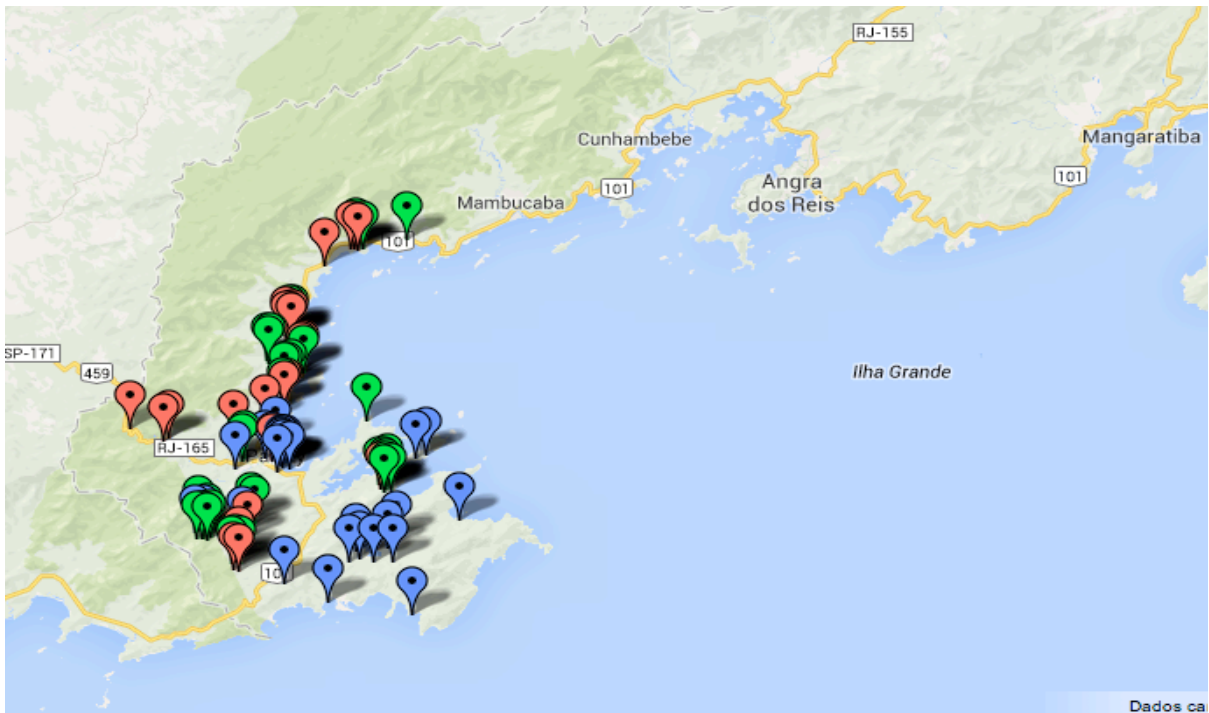 RJ-155
Cunhambebe
Mangaratiba
101
101
Angra
dos Reis
Mambucaba
101
SP-171
459
Ilha Grande
RJ-165
Dados ca